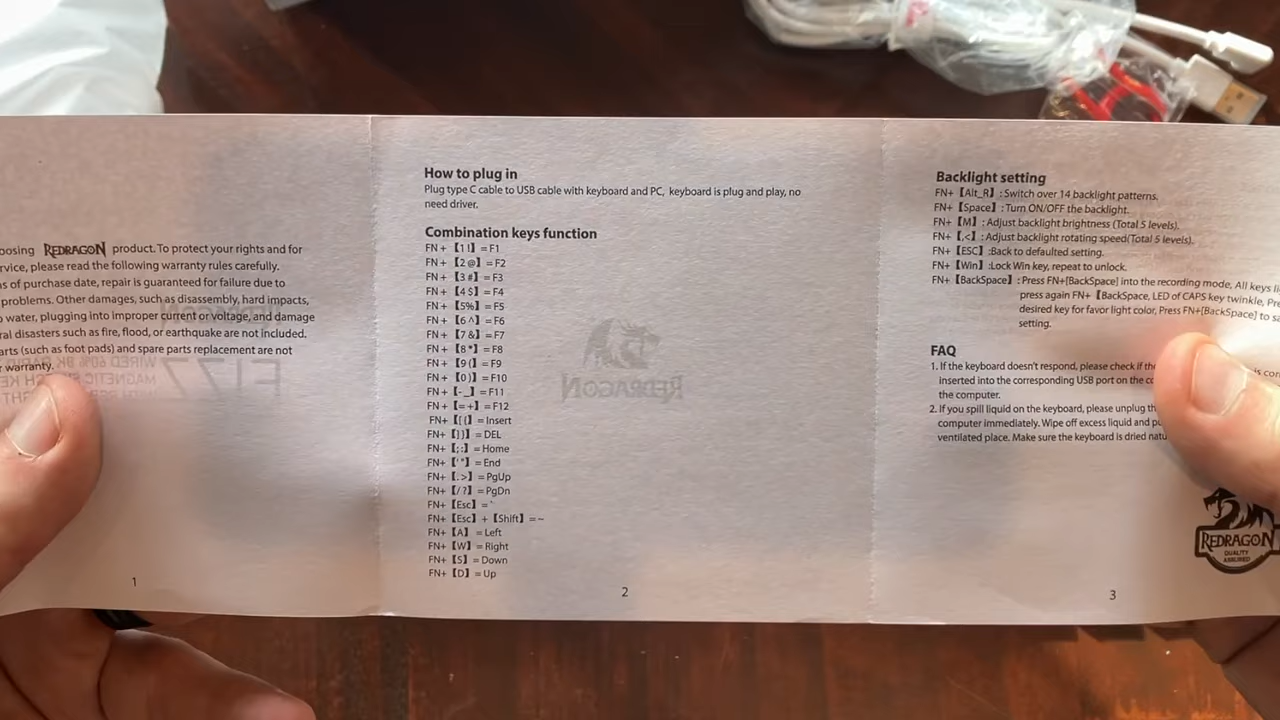 oosing REDRAGON product. To protect your rights and for
rvice, please read the following warranty rules carefully.
s of purchase date, repair is guaranteed for failure due to
problems. Other damages, such as disassembly, hard impacts,
water, plugging into improper current or voltage, and damage
ral disasters such as fire, flood, or earthquake are not included.
arts (such as foot pads) and spare parts replacement are not
r warranty.
1
How to plug in
Plug type C cable to USB cable with keyboard and PC, keyboard is plug and play, no
need driver.
Combination keys function
FN+【1!】=F1
FN+【2@】=F2
FN+【3#】=F3
FN+【4$】=F4
FN+【5%】=F5
FN+【6^】=F6
FN+【7&】=F7
FN+【8*】=F8
FN+【9(】=F9
FN+【0)】=F10
FN+【-_】=F11
FN+【=+】=F12
FN+【[{】=Insert
FN+【]}】=DEL
FN+【;:】=Home
FN+【'"】=End
FN+【.>】=PgUp
FN+【/?】=PgDn
FN+【Esc】=`
FN+【Esc】+【Shift】=~
FN+【A】=Left
FN+【W】=Right
FN+【S】=Down
FN+【D】=Up
REDRAGON
2
Backlight setting
FN+【Alt_R】: Switch over 14 backlight patterns.
FN+【Space】: Turn ON/OFF the backlight.
FN+【M】: Adjust backlight brightness (Total 5 levels).
FN+【,<】: Adjust backlight rotating speed(Total 5 levels).
FN+【ESC】:Back to defaulted setting.
FN+【Win】:Lock Win key, repeat to unlock.
FN+【BackSpace】: Press FN+[BackSpace] into the recording mode, All keys li
press again FN+【BackSpace, LED of CAPS key twinkle, Pre
desired key for favor light color, Press FN+[BackSpace] to sa
setting.
FAQ
1. If the keyboard doesn't respond, please check if the is con
inserted into the corresponding USB port on the co
the computer.
2. If you spill liquid on the keyboard, please unplug th
computer immediately. Wipe off excess liquid and pu
ventilated place. Make sure the keyboard is dried natu
REDRAGON
QUALITY
ASSURED
3